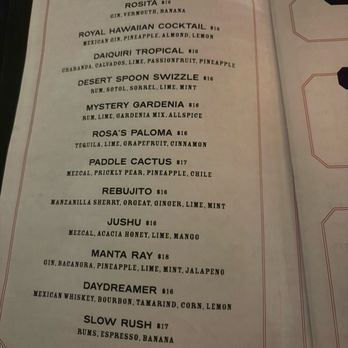 ROSITA $16
GIN, VERMOUTH, BANANA
ROYAL HAWAIIAN COCKTAIL $16
MEXICAN GIN, PINEAPPLE, ALMOND, LEMON
DAIQUIRI TROPICAL $16
CHARANDA, CALVADOS, LIME, PASSIONFRUIT, PINEAPPLE
DESERT SPOON SWIZZLE $16
RUM, SOTOL, SORREL, LIME, MINT
MYSTERY GARDENIA $16
RUM, LIME, GARDENIA MIX, ALLSPICE
ROSA'S PALOMA $16
TEQUILA, LIME, GRAPEFRUIT, CINNAMON
PADDLE CACTUS $17
MEZCAL, PRICKLY PEAR, PINEAPPLE, CHILE
REBUJITO $16
MANZANILLA SHERRY, ORGEAT, GINGER, LIME, MINT
JUSHU $16
MEZCAL, ACACIA HONEY, LIME, MANGO
MANTA RAY $18
GIN, BACANORA, PINEAPPLE, LIME, MINT, JALAPENO
DAYDREAMER $16
MEXICAN WHISKEY, BOURBON, TAMARIND, CORN, LEMON
SLOW RUSH $17
RUMS, ESPRESSO, BANANA